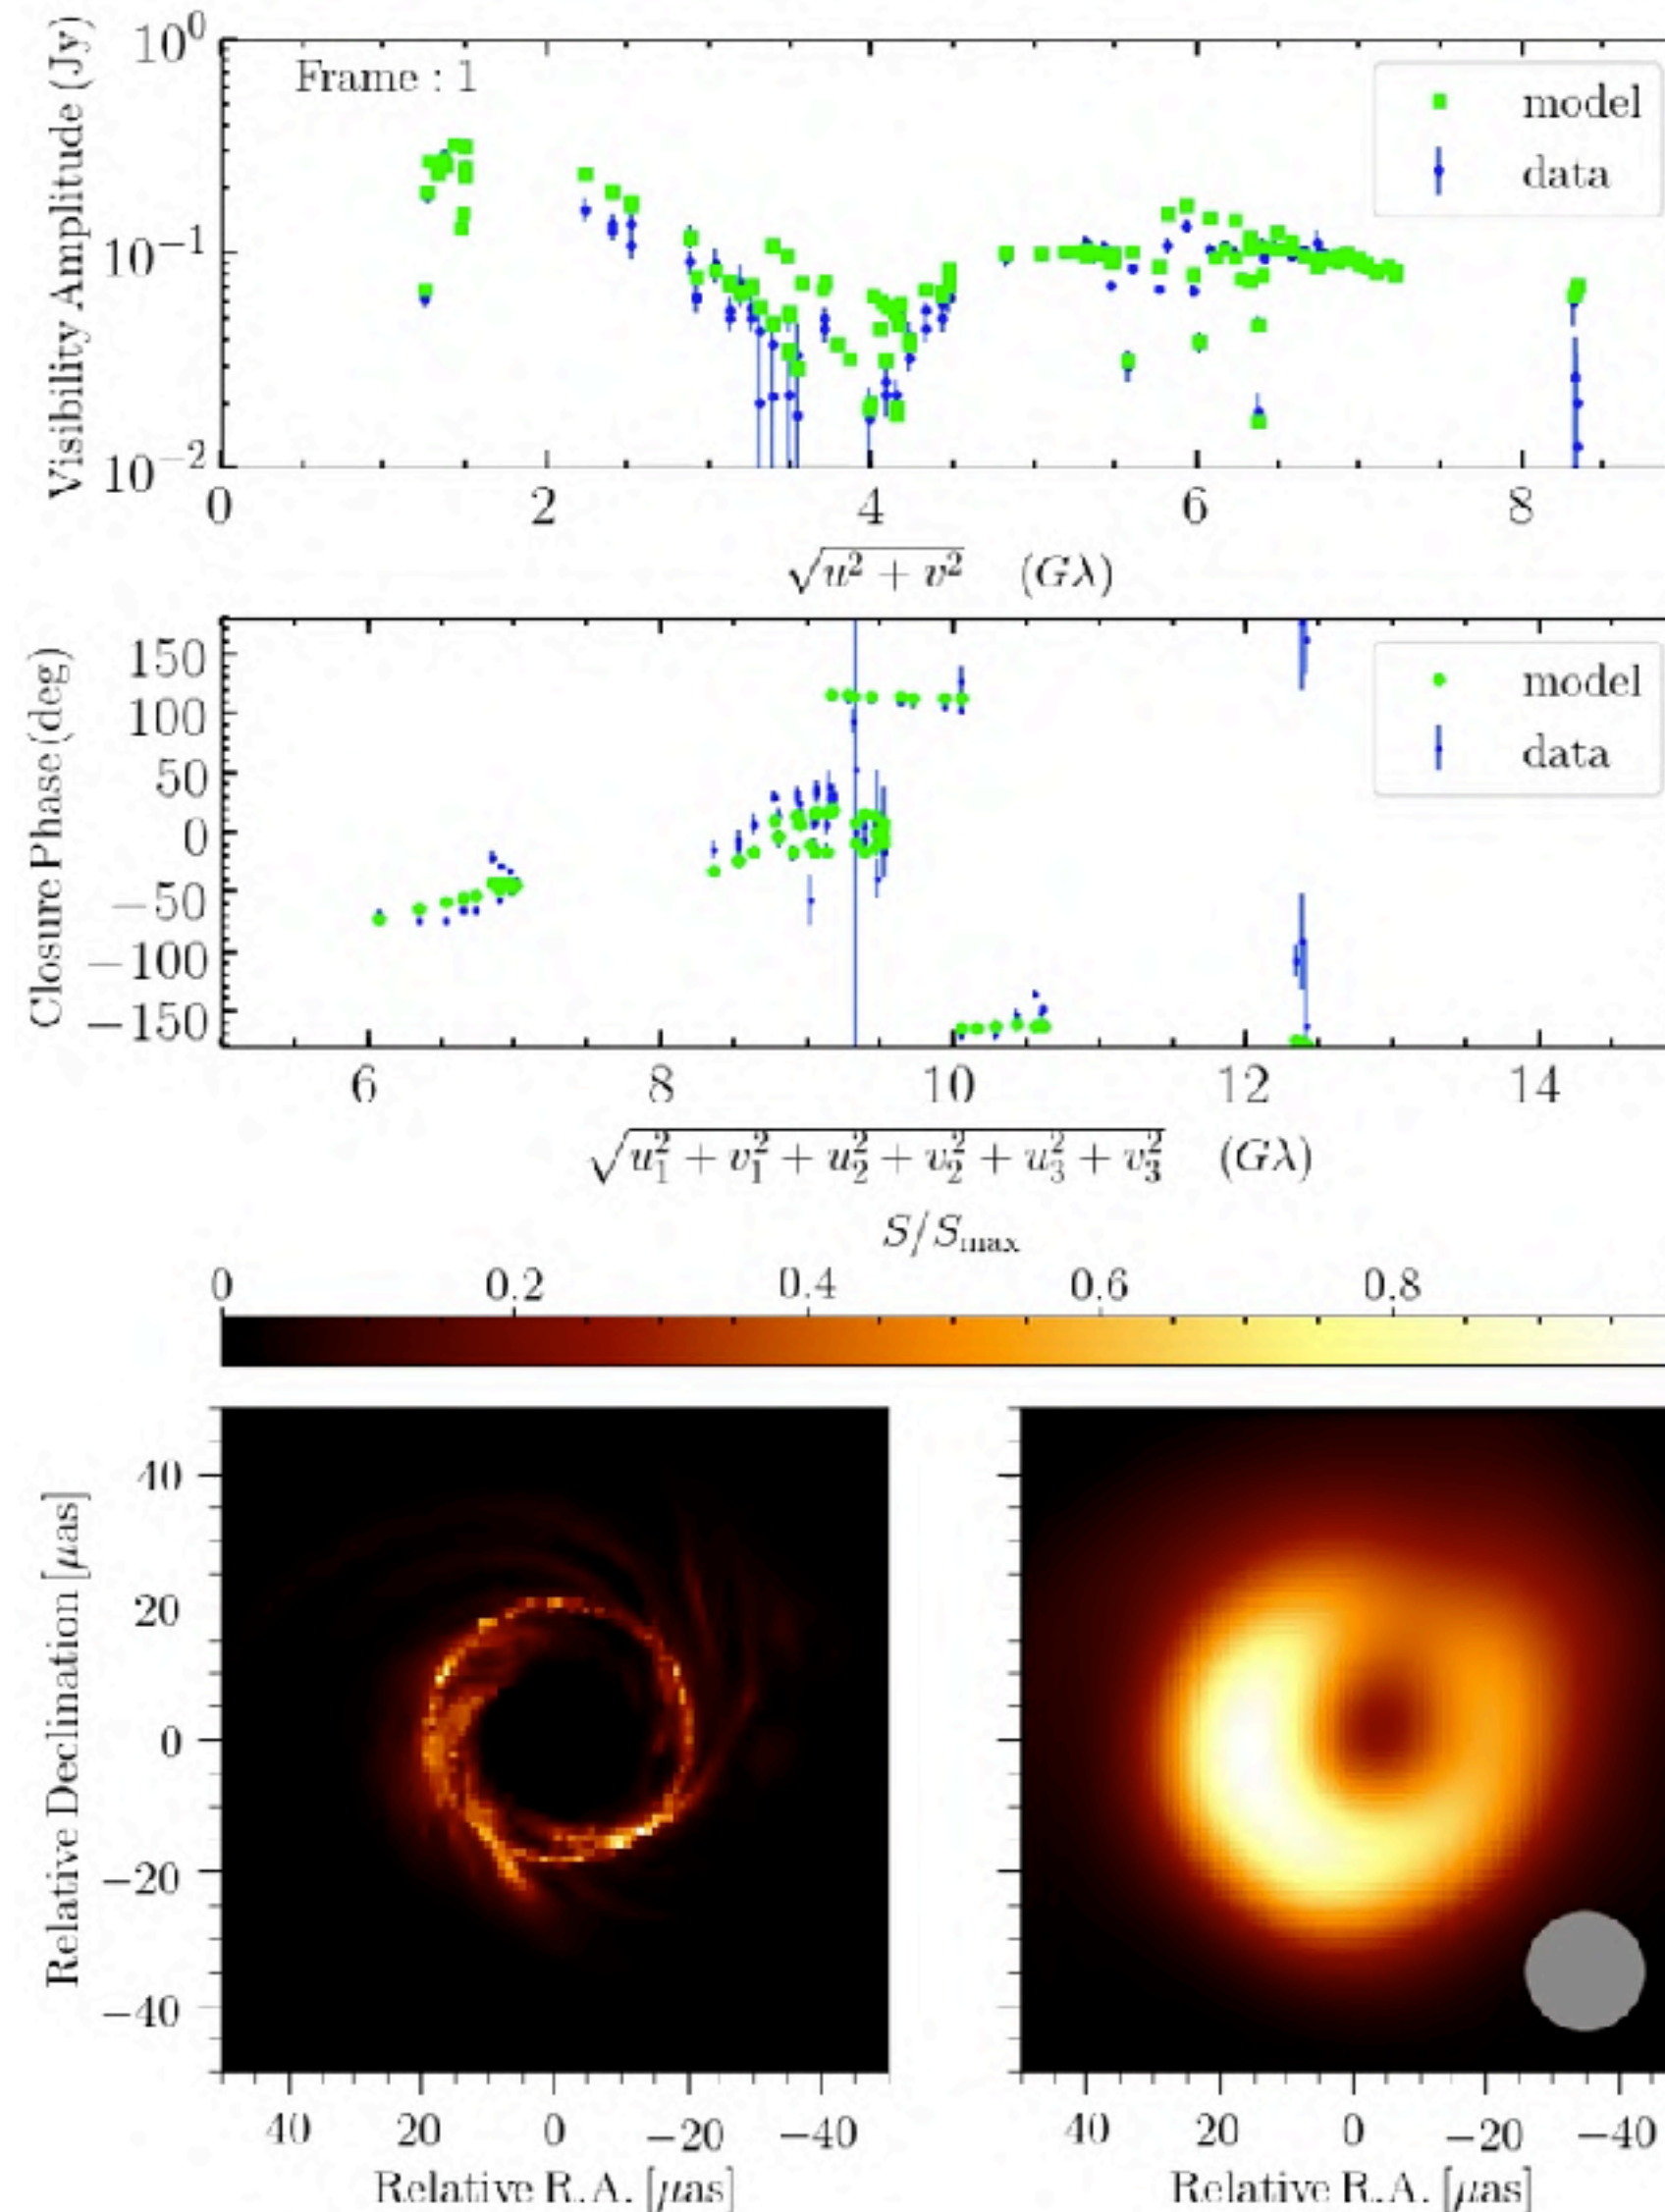 Visibility Amplitude (Jy)
10⁰
10⁻¹
10⁻²
Frame : 1
model
data
0 2 4 6 8
√u² + v² (Gλ)
Closure Phase (deg)
150
100
50
0
−50
−100
−150
model
data
6 8 10 12 14
√u₁² + v₁² + u₂² + v₂² + u₃² + v₃² (Gλ)
S/Smax
0 0.2 0.4 0.6 0.8
Relative Declination [μas]
40
20
0
−20
−40
40 20 0 −20 −40
40 20 0 −20 −40
Relative R.A. [μas]
Relative R.A. [μas]